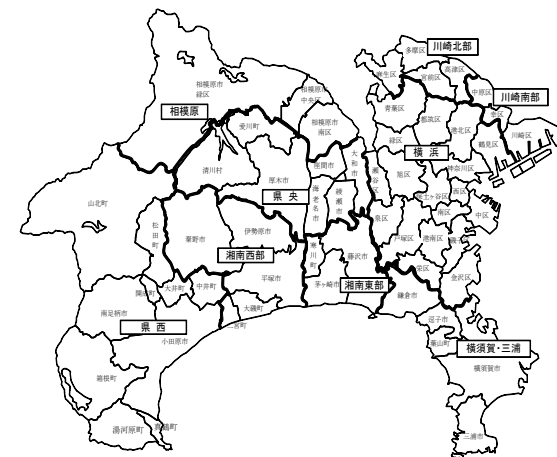 川崎北部
多摩区
麻生区
宮前区
高津区
中原区
川崎南部
幸区
川崎区
相模原市
緑区
相模原市
中央区
相模原
相模原市
南区
青葉区
都筑区
港北区
鶴見区
緑区
横 浜
神奈川区
旭区
瀬谷区
西区
保土ヶ谷区
中区
南区
泉区
戸塚区
港南区
磯子区
栄区
金沢区
愛川町
清川村
厚木市
座間市
大和市
県 央
海老名市
綾瀬市
山北町
松田町
秦野市
伊勢原市
湘南西部
平塚市
寒川町
藤沢市
茅ヶ崎市
湘南東部
鎌倉市
開成町
大井町
中井町
大磯町
二宮町
南足柄市
県 西
小田原市
箱根町
湯河原町
真鶴町
逗子市
葉山町
横須賀・三浦
横須賀市
三浦市